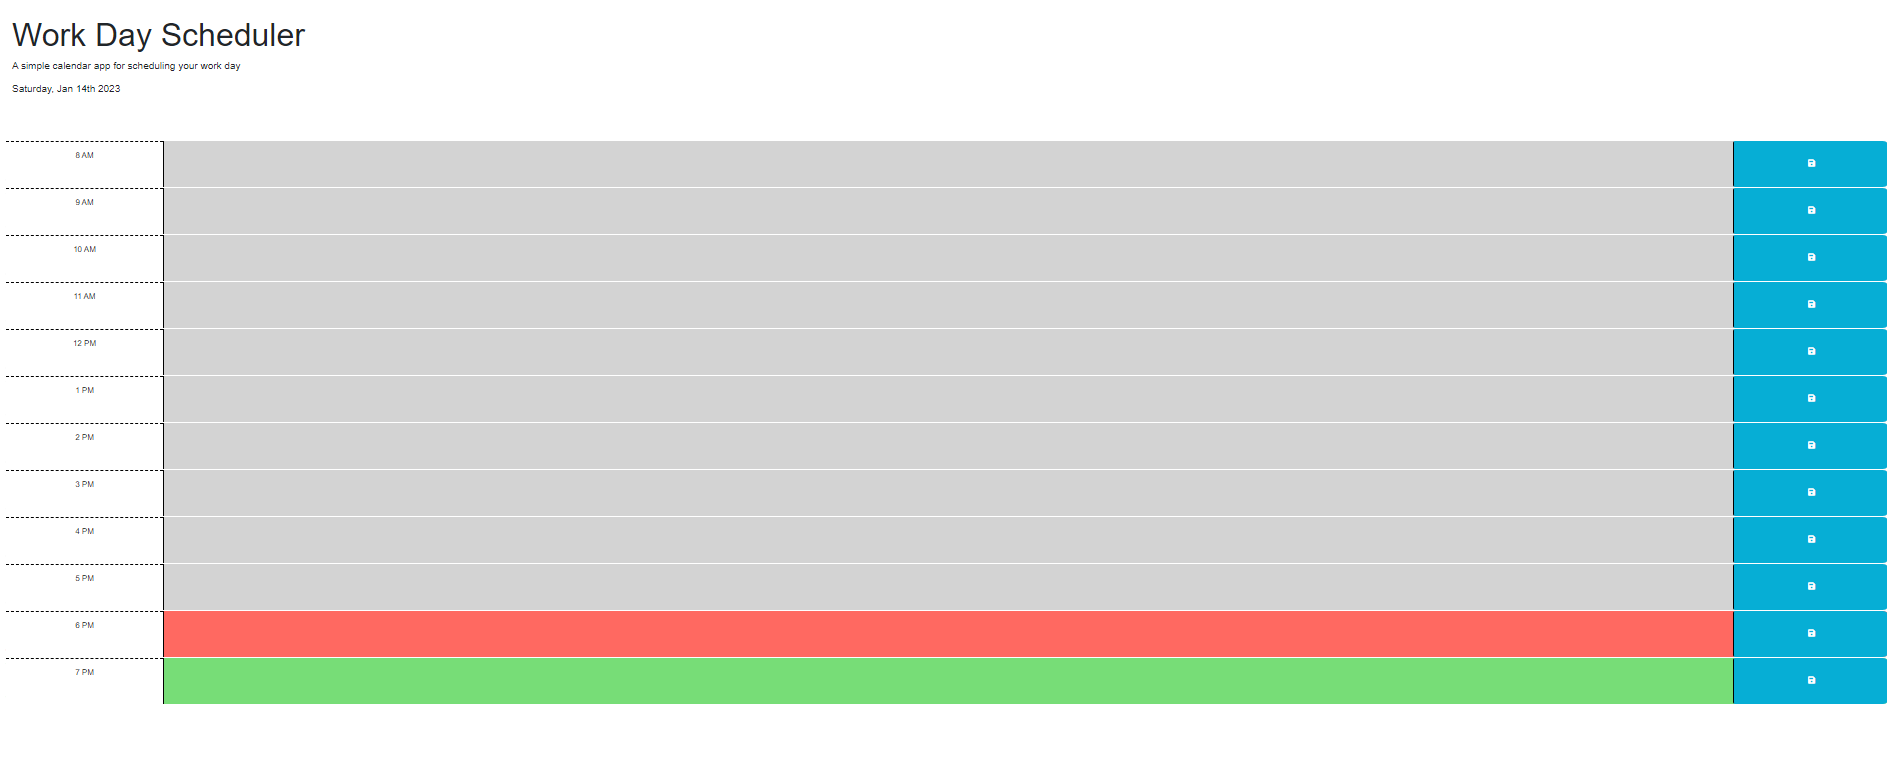 Work Day Scheduler
A simple calendar app for scheduling your work day
Saturday, Jan 14th 2023
8 AM
9 AM
10 AM
11 AM
12 PM
1 PM
2 PM
3 PM
4 PM
5 PM
6 PM
7 PM